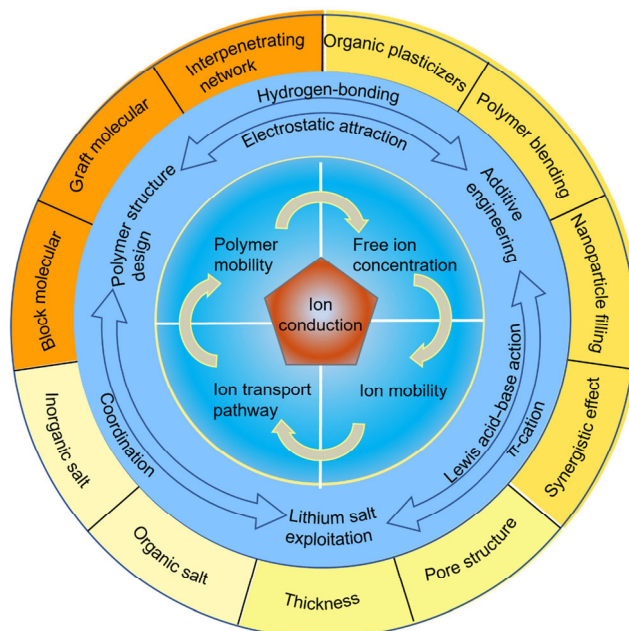 Interpenetrating
network
Organic plasticizers
Polymer blending
Nanoparticle filling
Synergistic effect
Pore structure
Thickness
Organic salt
Inorganic salt
Block molecular
Graft molecular
Hydrogen-bonding
Electrostatic attraction
Polymer structure
design
Additive
engineering
Lewis acid–base action
π-cation
Lithium salt
exploitation
Coordination
Polymer
mobility
Free ion
concentration
Ion
conduction
Ion transport
pathway
Ion mobility